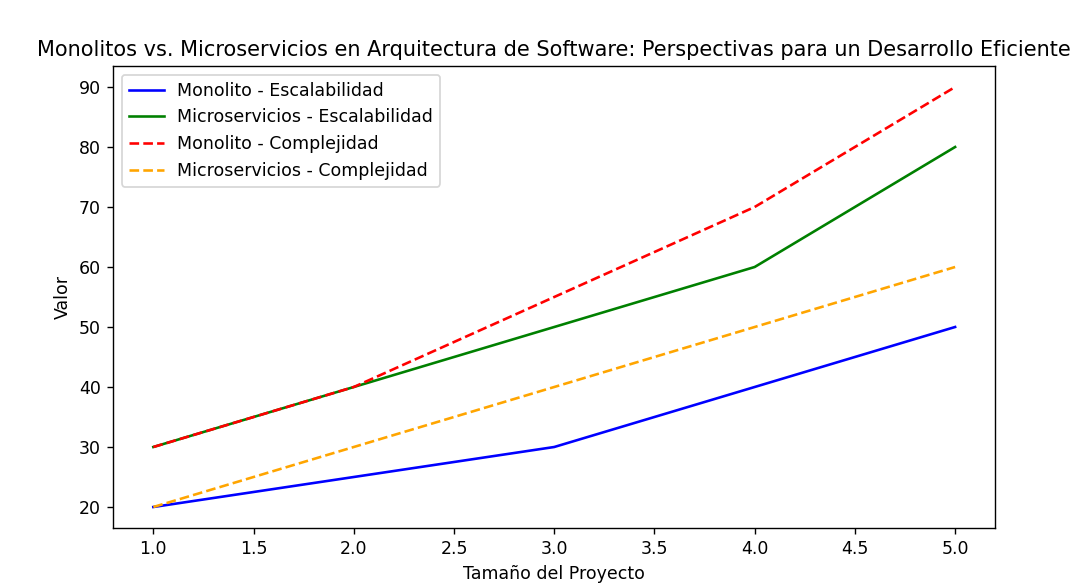 Monolitos vs. Microservicios en Arquitectura de Software: Perspectivas para un Desarrollo Eficiente
Monolito - Escalabilidad
Microservicios - Escalabilidad
Monolito - Complejidad
Microservicios - Complejidad
Valor
90
80
70
60
50
40
30
20
1.0 1.5 2.0 2.5 3.0 3.5 4.0 4.5 5.0
Tamaño del Proyecto